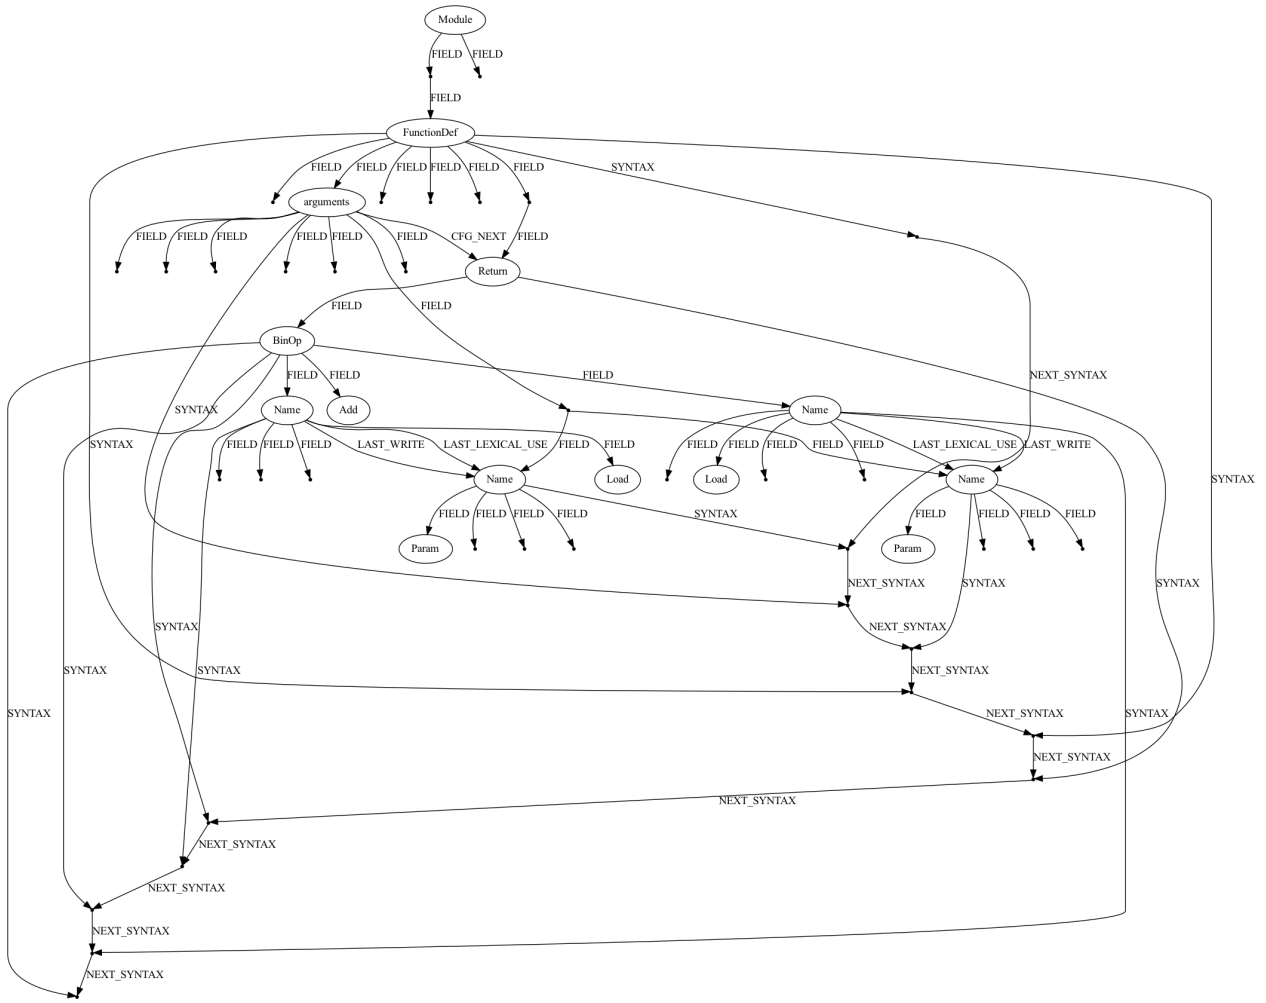 Module
FIELD FIELD
FIELD
FunctionDef
FIELD FIELD FIELD FIELD FIELD FIELD SYNTAX
arguments
FIELD FIELD FIELD FIELD FIELD FIELD CFG_NEXT FIELD
Return
FIELD FIELD
BinOp
FIELD FIELD FIELD NEXT_SYNTAX
SYNTAX Name Add Name
SYNTAX FIELD FIELD FIELD LAST_WRITE LAST_LEXICAL_USE FIELD FIELD FIELD FIELD FIELD FIELD FIELD LAST_LEXICAL_USE LAST_WRITE
Name Load Load Name SYNTAX
FIELD FIELD FIELD FIELD SYNTAX FIELD FIELD FIELD FIELD
Param Param
NEXT_SYNTAX SYNTAX SYNTAX
SYNTAX NEXT_SYNTAX
SYNTAX SYNTAX NEXT_SYNTAX
SYNTAX NEXT_SYNTAX SYNTAX
NEXT_SYNTAX
NEXT_SYNTAX
NEXT_SYNTAX
NEXT_SYNTAX
NEXT_SYNTAX
NEXT_SYNTAX